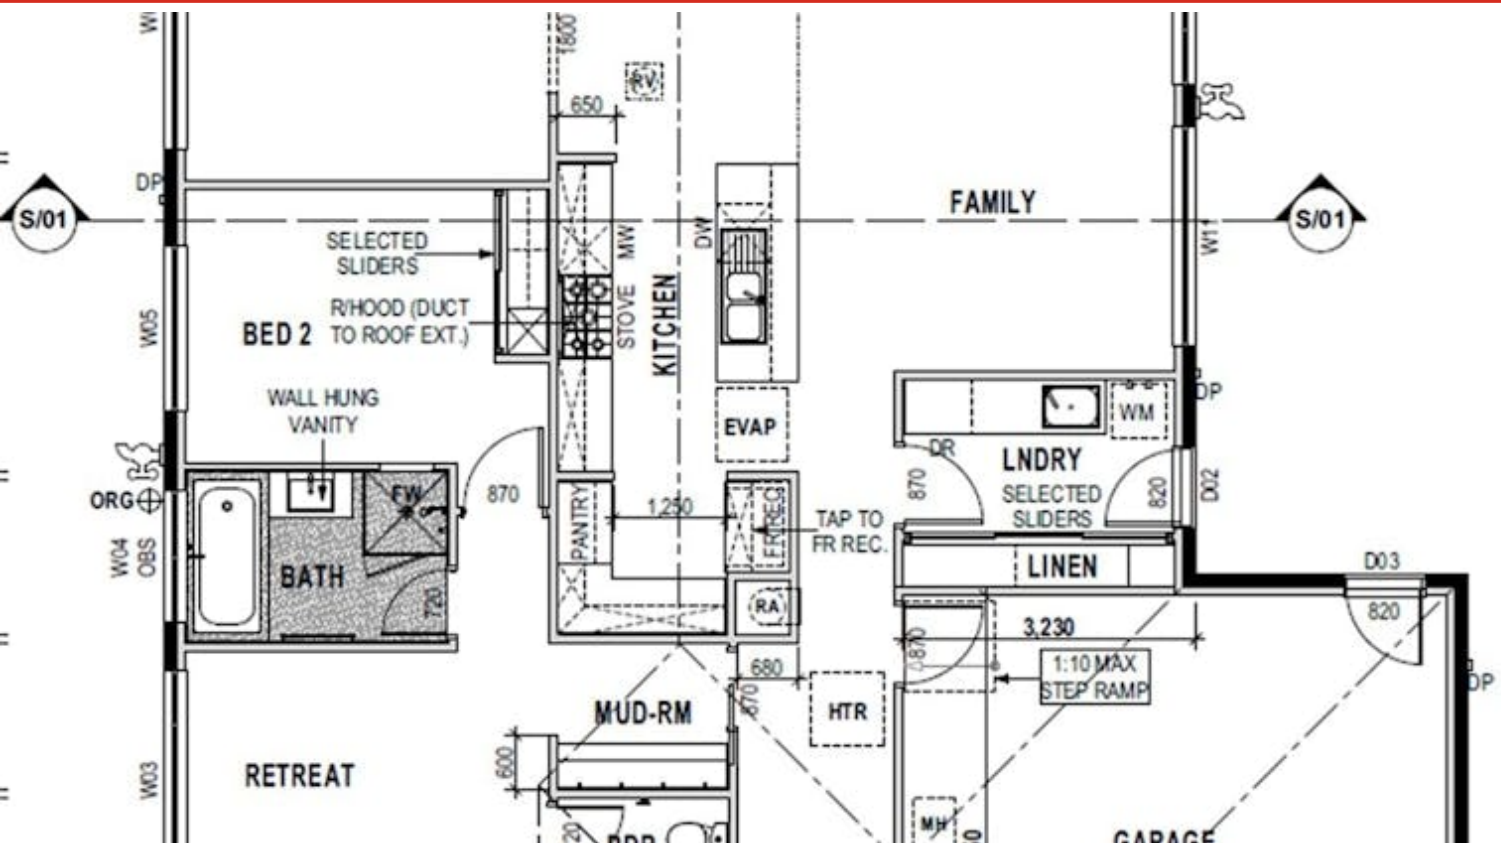 1800
RV
650
DP
S/01
FAMILY
S/01
SELECTED
SLIDERS
MW
DW
W11
R/HOOD (DUCT
TO ROOF EXT.)
BED 2
STOVE
KITCHEN
W05
WALL HUNG
VANITY
EVAP
DP
WM
DR
LNDRY
870
SELECTED
SLIDERS
820
D02
ORG
FW
870
PANTRY
1,250
FR REC
TAP TO
FR REC.
W04
OBS
BATH
720
LINEN
D03
RA
820
870
3,230
1:10 MAX
STEP RAMP
680
870
DP
MUD-RM
HTR
600
W03
RETREAT
MH
GARAGE